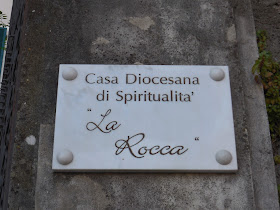 Casa Diocesana
di Spiritualita'
"La
Rocca"